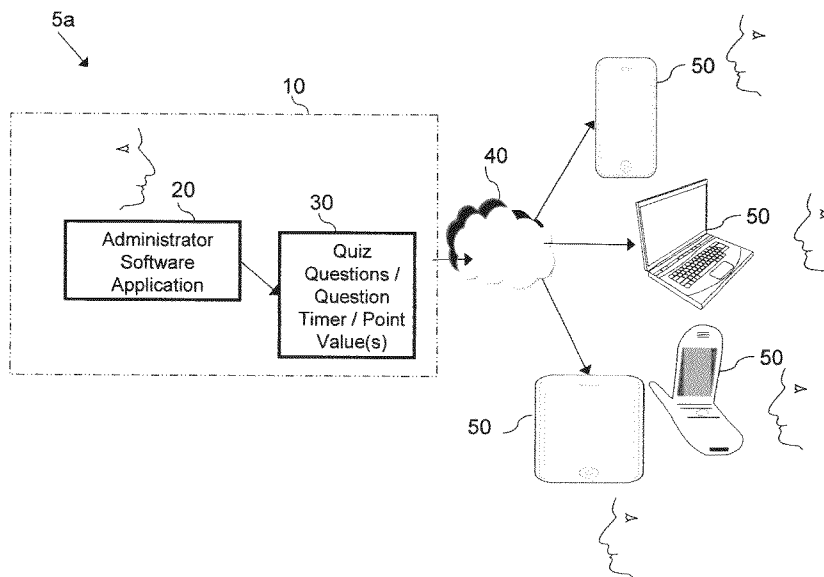 5a
10
20
Administrator
Software
Application
30
Quiz
Questions /
Question
Timer / Point
Value(s)
40
50
50
50
50